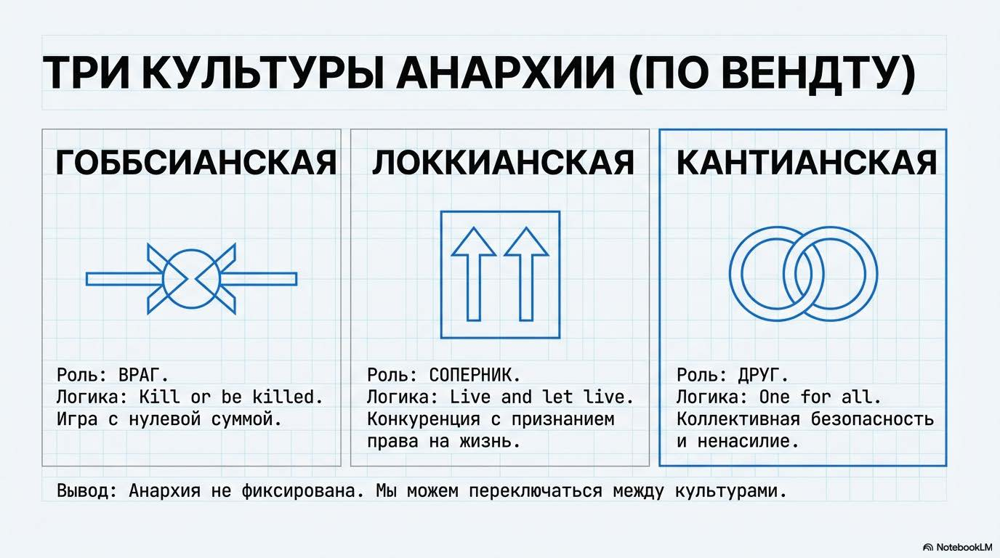 ТРИ КУЛЬТУРЫ АНАРХИИ (ПО ВЕНДТУ)
ГОББСИАНСКАЯ
Роль: ВРАГ.
Логика: Kill or be killed.
Игра с нулевой суммой.
ЛОККИАНСКАЯ
Роль: СОПЕРНИК.
Логика: Live and let live.
Конкуренция с признанием
права на жизнь.
КАНТИАНСКАЯ
Роль: ДРУГ.
Логика: One for all.
Коллективная безопасность
и ненасилие.
Вывод: Анархия не фиксирована. Мы можем переключаться между культурами.
NotebookLM